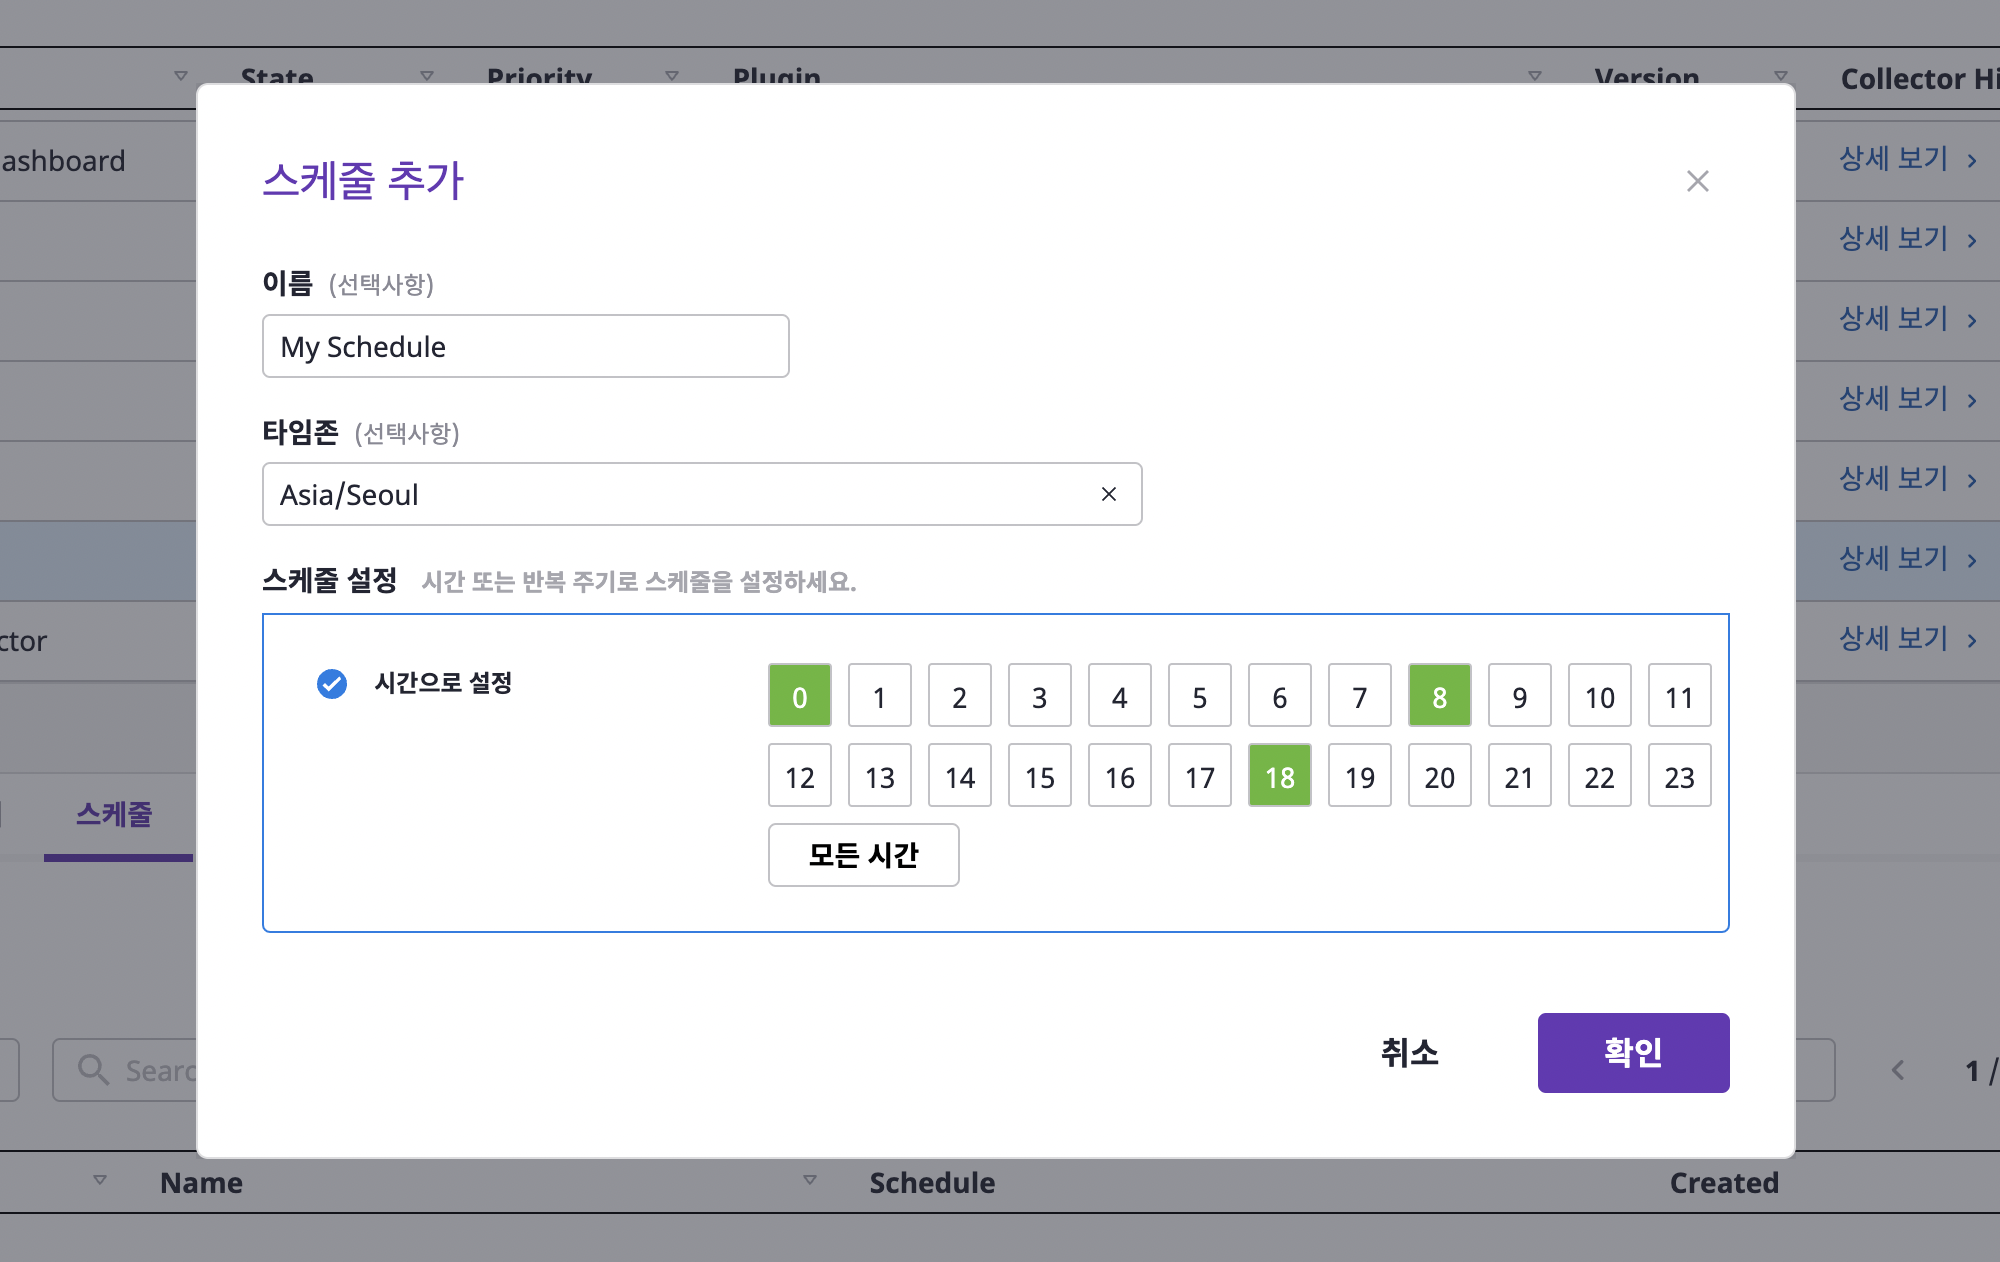 State Priority Plugin Version Collector Hi
ashboard 상세 보기
상세 보기
상세 보기
상세 보기
상세 보기
상세 보기
ctor 상세 보기
스케줄 추가
이름 (선택사항)
My Schedule
타임존 (선택사항)
Asia/Seoul
스케줄 설정 시간 또는 반복 주기로 스케줄을 설정하세요.
시간으로 설정
0 1 2 3 4 5 6 7 8 9 10 11
12 13 14 15 16 17 18 19 20 21 22 23
모든 시간
취소 확인
스케줄
Searc
1 /
Name Schedule Created